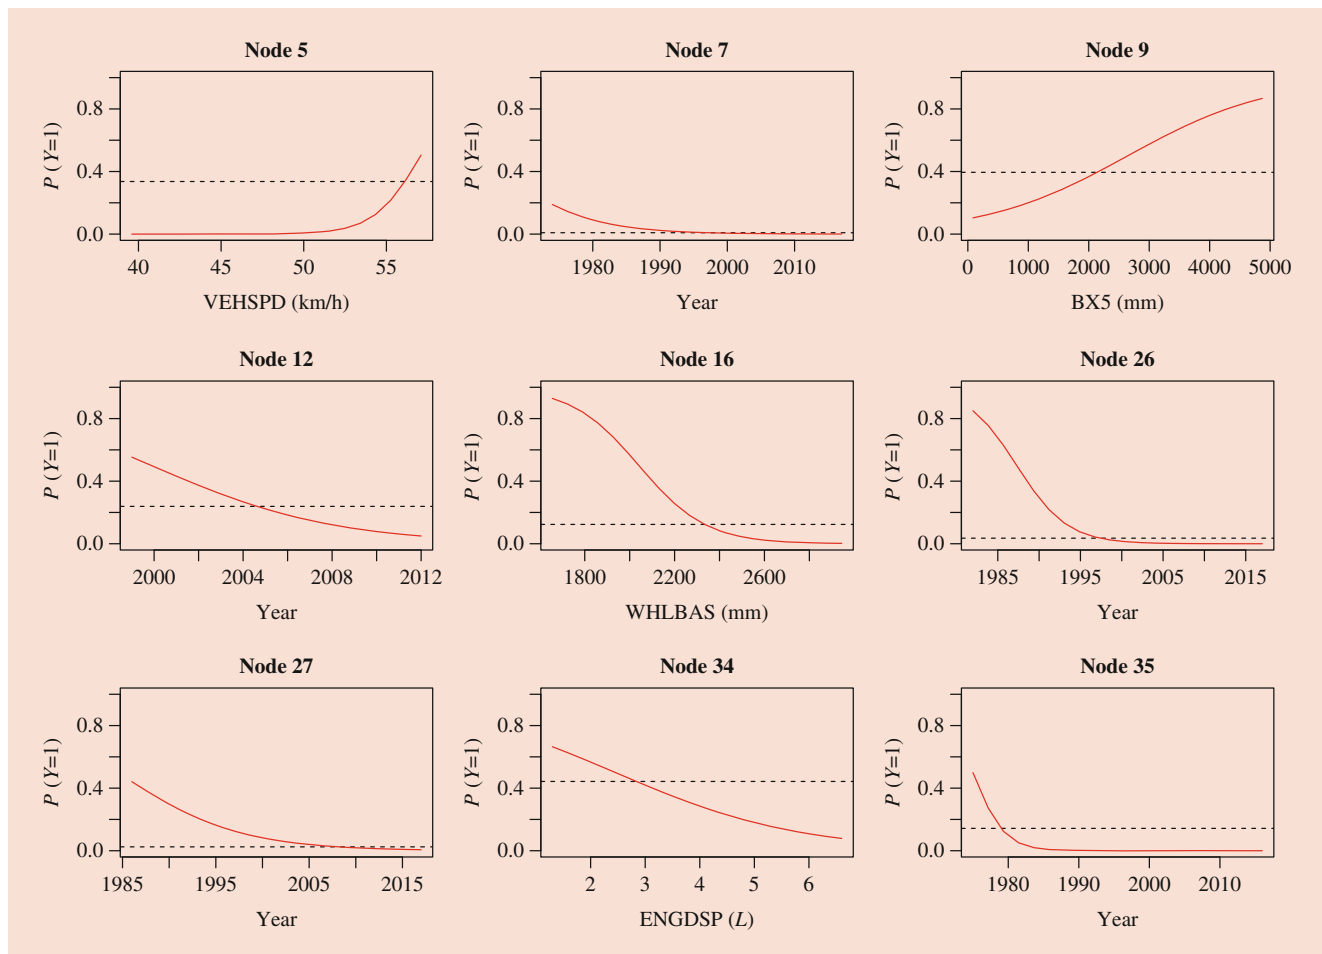 Node 5
Node 7
Node 9
P (Y=1)
0.8
0.4
0.0
40 45 50 55
VEHSPD (km/h)
P (Y=1)
0.8
0.4
0.0
1980 1990 2000 2010
Year
P (Y=1)
0.8
0.4
0.0
0 1000 2000 3000 4000 5000
BX5 (mm)
Node 12
Node 16
Node 26
P (Y=1)
0.8
0.4
0.0
2000 2004 2008 2012
Year
P (Y=1)
0.8
0.4
0.0
1800 2200 2600
WHLBAS (mm)
P (Y=1)
0.8
0.4
0.0
1985 1995 2005 2015
Year
Node 27
Node 34
Node 35
P (Y=1)
0.8
0.4
0.0
1985 1995 2005 2015
Year
P (Y=1)
0.8
0.4
0.0
2 3 4 5 6
ENGDSP (L)
P (Y=1)
0.8
0.4
0.0
1980 1990 2000 2010
Year